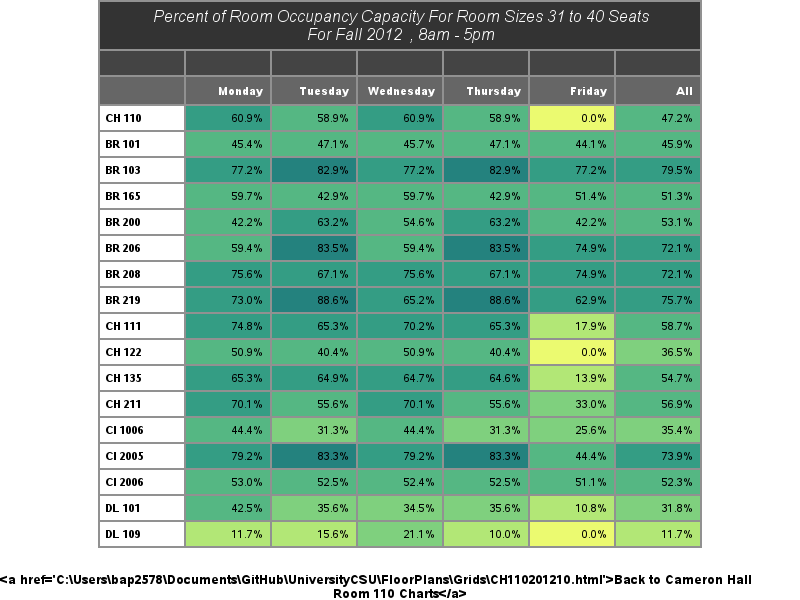 Percent of Room Occupancy Capacity For Room Sizes 31 to 40 Seats
For Fall 2012 , 8am - 5pm
Monday Tuesday Wednesday Thursday Friday All
CH 110 60.9% 58.9% 60.9% 58.9% 0.0% 47.2%
BR 101 45.4% 47.1% 45.7% 47.1% 44.1% 45.9%
BR 103 77.2% 82.9% 77.2% 82.9% 77.2% 79.5%
BR 165 59.7% 42.9% 59.7% 42.9% 51.4% 51.3%
BR 200 42.2% 63.2% 54.6% 63.2% 42.2% 53.1%
BR 206 59.4% 83.5% 59.4% 83.5% 74.9% 72.1%
BR 208 75.6% 67.1% 75.6% 67.1% 74.9% 72.1%
BR 219 73.0% 88.6% 65.2% 88.6% 62.9% 75.7%
CH 111 74.8% 65.3% 70.2% 65.3% 17.9% 58.7%
CH 122 50.9% 40.4% 50.9% 40.4% 0.0% 36.5%
CH 135 65.3% 64.9% 64.7% 64.6% 13.9% 54.7%
CH 211 70.1% 55.6% 70.1% 55.6% 33.0% 56.9%
CI 1006 44.4% 31.3% 44.4% 31.3% 25.6% 35.4%
CI 2005 79.2% 83.3% 79.2% 83.3% 44.4% 73.9%
CI 2006 53.0% 52.5% 52.4% 52.5% 51.1% 52.3%
DL 101 42.5% 35.6% 34.5% 35.6% 10.8% 31.8%
DL 109 11.7% 15.6% 21.1% 10.0% 0.0% 11.7%
<a href='C:\Users\bap2578\Documents\GitHub\UniversityCSU\FloorPlans\Grids\CH110201210.html'>Back to Cameron Hall
Room 110 Charts</a>